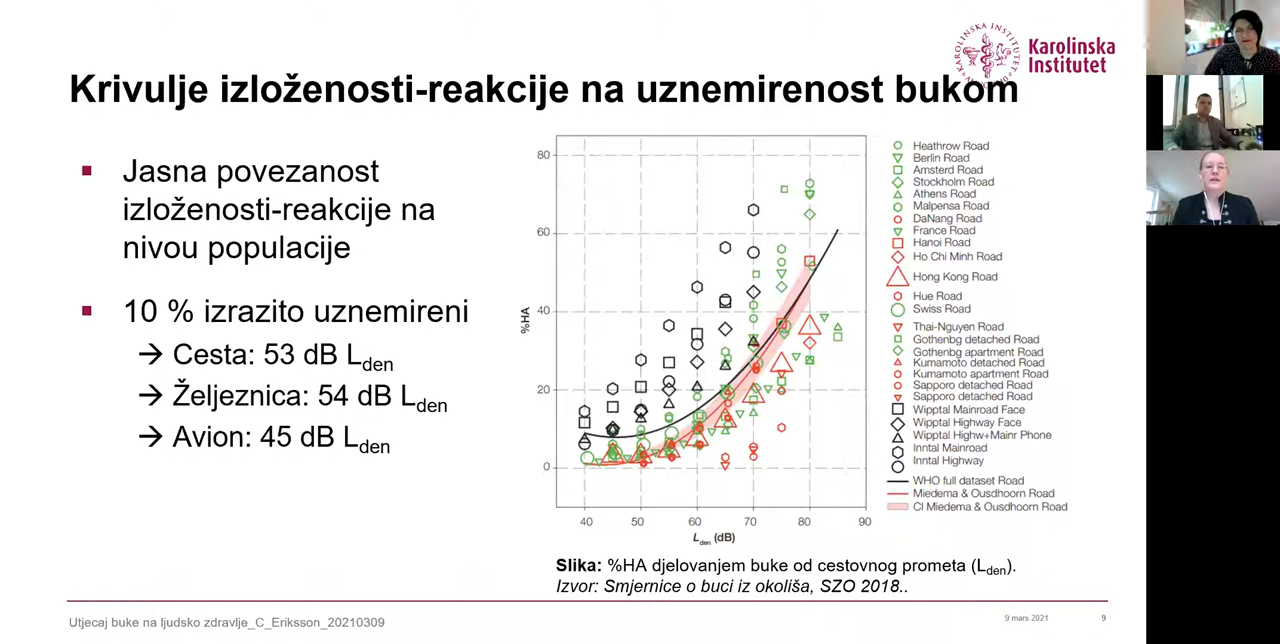 Karolinska
Institutet
Krivulje izloženosti-reakcije na uznemirenost bukom
Jasna povezanost
izloženosti-reakcije na
nivou populacije
10 % izrazito uznemireni
→ Cesta: 53 dB Lden
→ Željeznica: 54 dB Lden
→ Avion: 45 dB Lden
80
60
40
20
0
%HA
40 50 60 70 80 90
Lden (dB)
Heathrow Road
Berlin Road
Amsterd Road
Stockholm Road
Athens Road
Malpensa Road
DaNang Road
France Road
Hanoi Road
Ho Chi Minh Road
Hong Kong Road
Hue Road
Swiss Road
Thai-Nguyen Road
Gothenbg detached Road
Gothenbg apartment Road
Kumamoto detached Road
Kumamoto apartment Road
Sapporo detached Road
Sapporo detached Road
Wipptal Mainroad Face
Wipptal Highway Face
Wipptal Highw+Mainr Phone
Inntal Mainroad
Inntal Highway
WHO full dataset Road
Miedema & Ousdhoorn Road
CI Miedema & Ousdhoorn Road
Slika: %HA djelovanjem buke od cestovnog prometa (Lden).
Izvor: Smjernice o buci iz okoliša, SZO 2018..
Utjecaj buke na ljudsko zdravlje_C_Eriksson_20210309
9 mars 2021
9